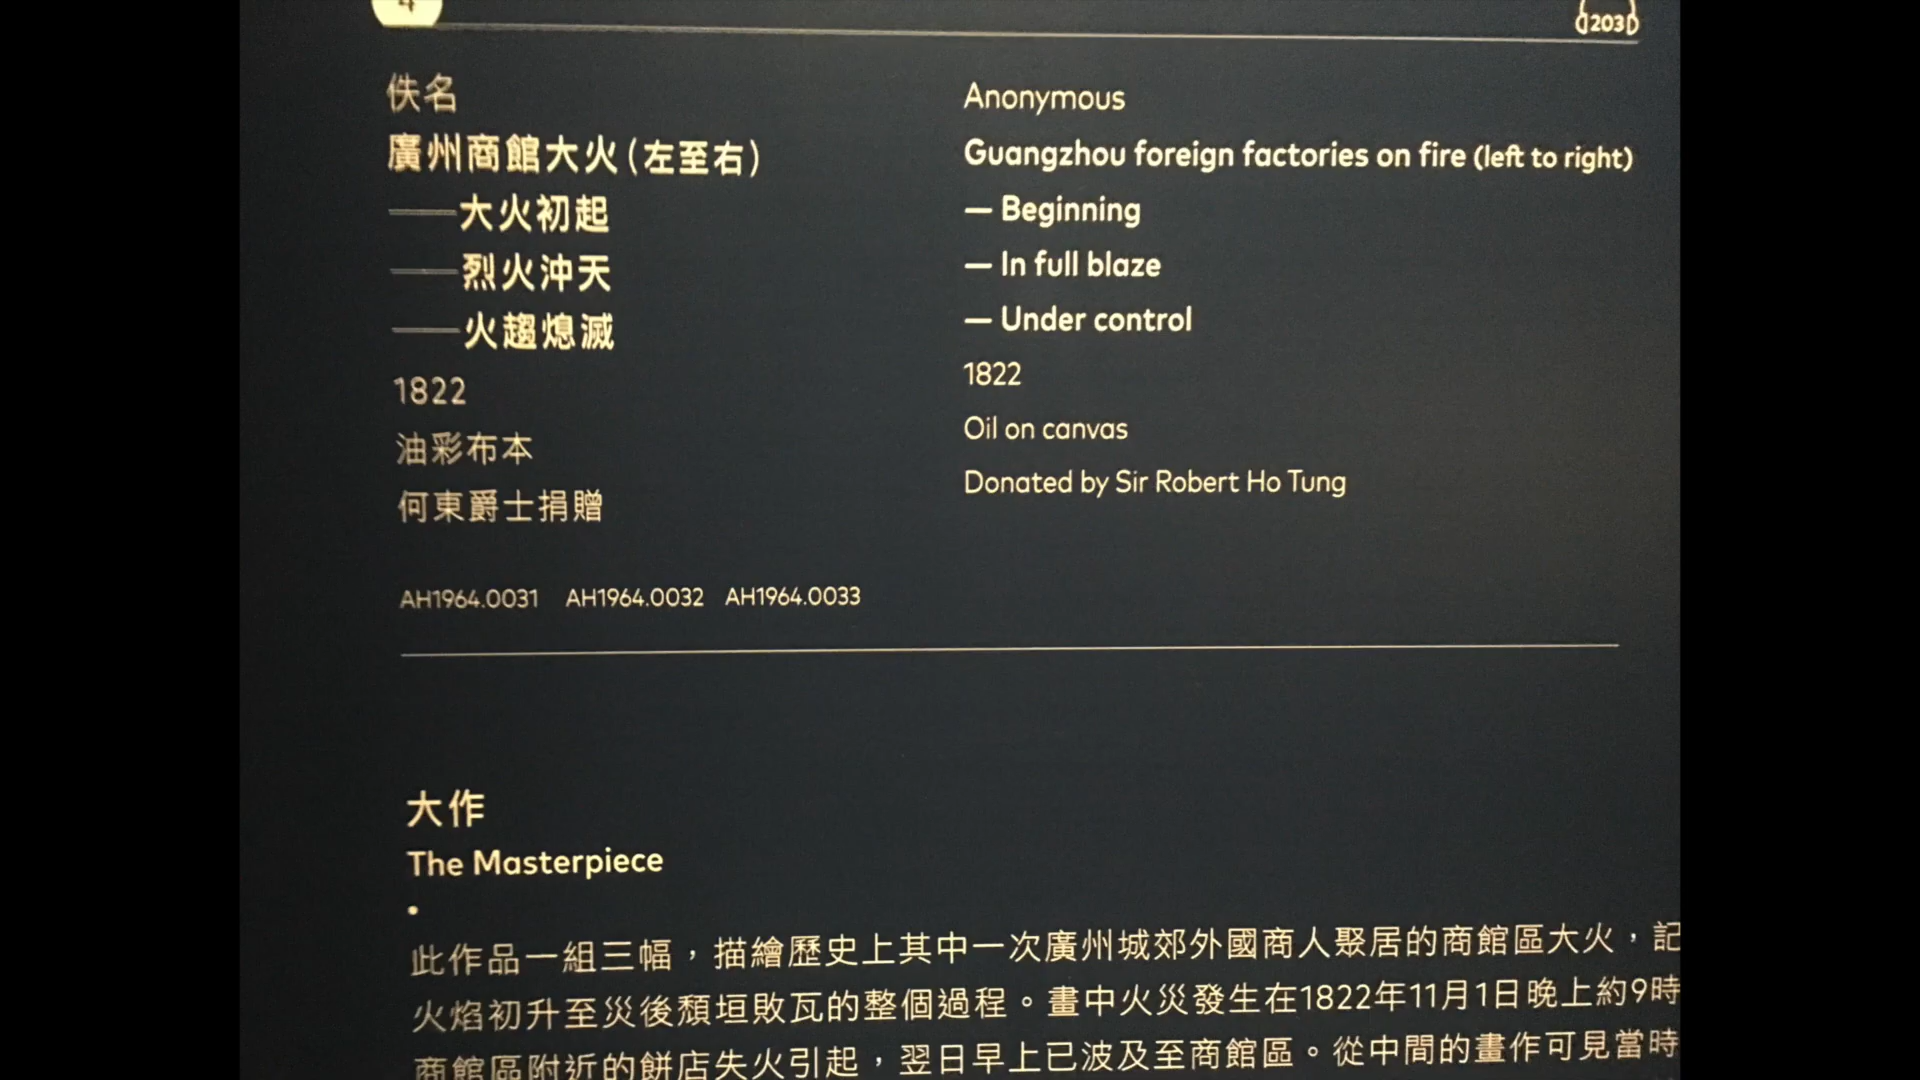 4
203
佚名
廣州商館大火(左至右)
——大火初起
——烈火沖天
——火趨熄滅
1822
油彩布本
何東爵士捐贈
Anonymous
Guangzhou foreign factories on fire (left to right)
— Beginning
— In full blaze
— Under control
1822
Oil on canvas
Donated by Sir Robert Ho Tung
AH1964.0031 AH1964.0032 AH1964.0033
大作
The Masterpiece
•
此作品一組三幅，描繪歷史上其中一次廣州城郊外國商人聚居的商館區大火，記
火焰初升至災後頹垣敗瓦的整個過程。畫中火災發生在1822年11月1日晚上約9時
商館區附近的餅店失火引起，翌日早上已波及至商館區。從中間的畫作可見當時